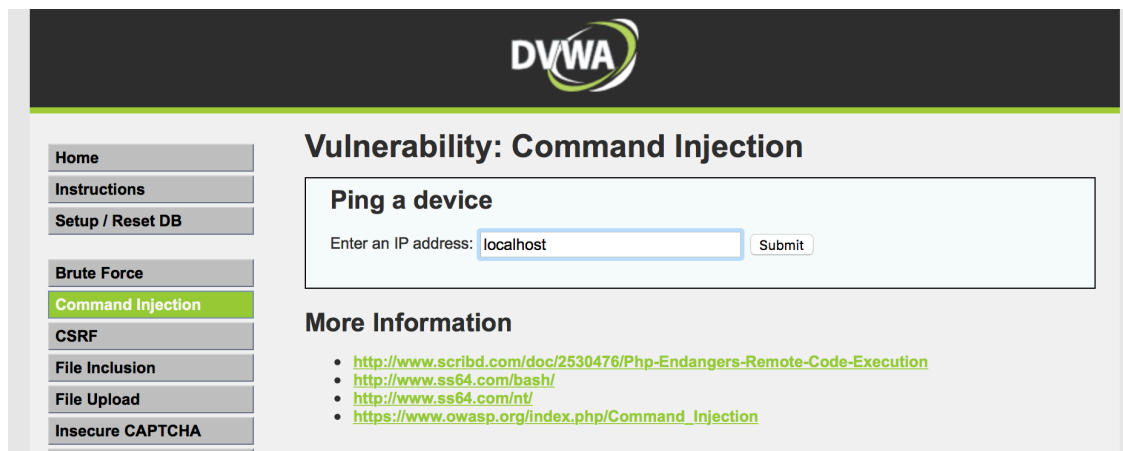 DVWA
Home
Instructions
Setup / Reset DB
Brute Force
Command Injection
CSRF
File Inclusion
File Upload
Insecure CAPTCHA
Vulnerability: Command Injection
Ping a device
Enter an IP address: localhost Submit
More Information
http://www.scribd.com/doc/2530476/Php-Endangers-Remote-Code-Execution
http://www.ss64.com/bash/
http://www.ss64.com/nt/
https://www.owasp.org/index.php/Command_Injection